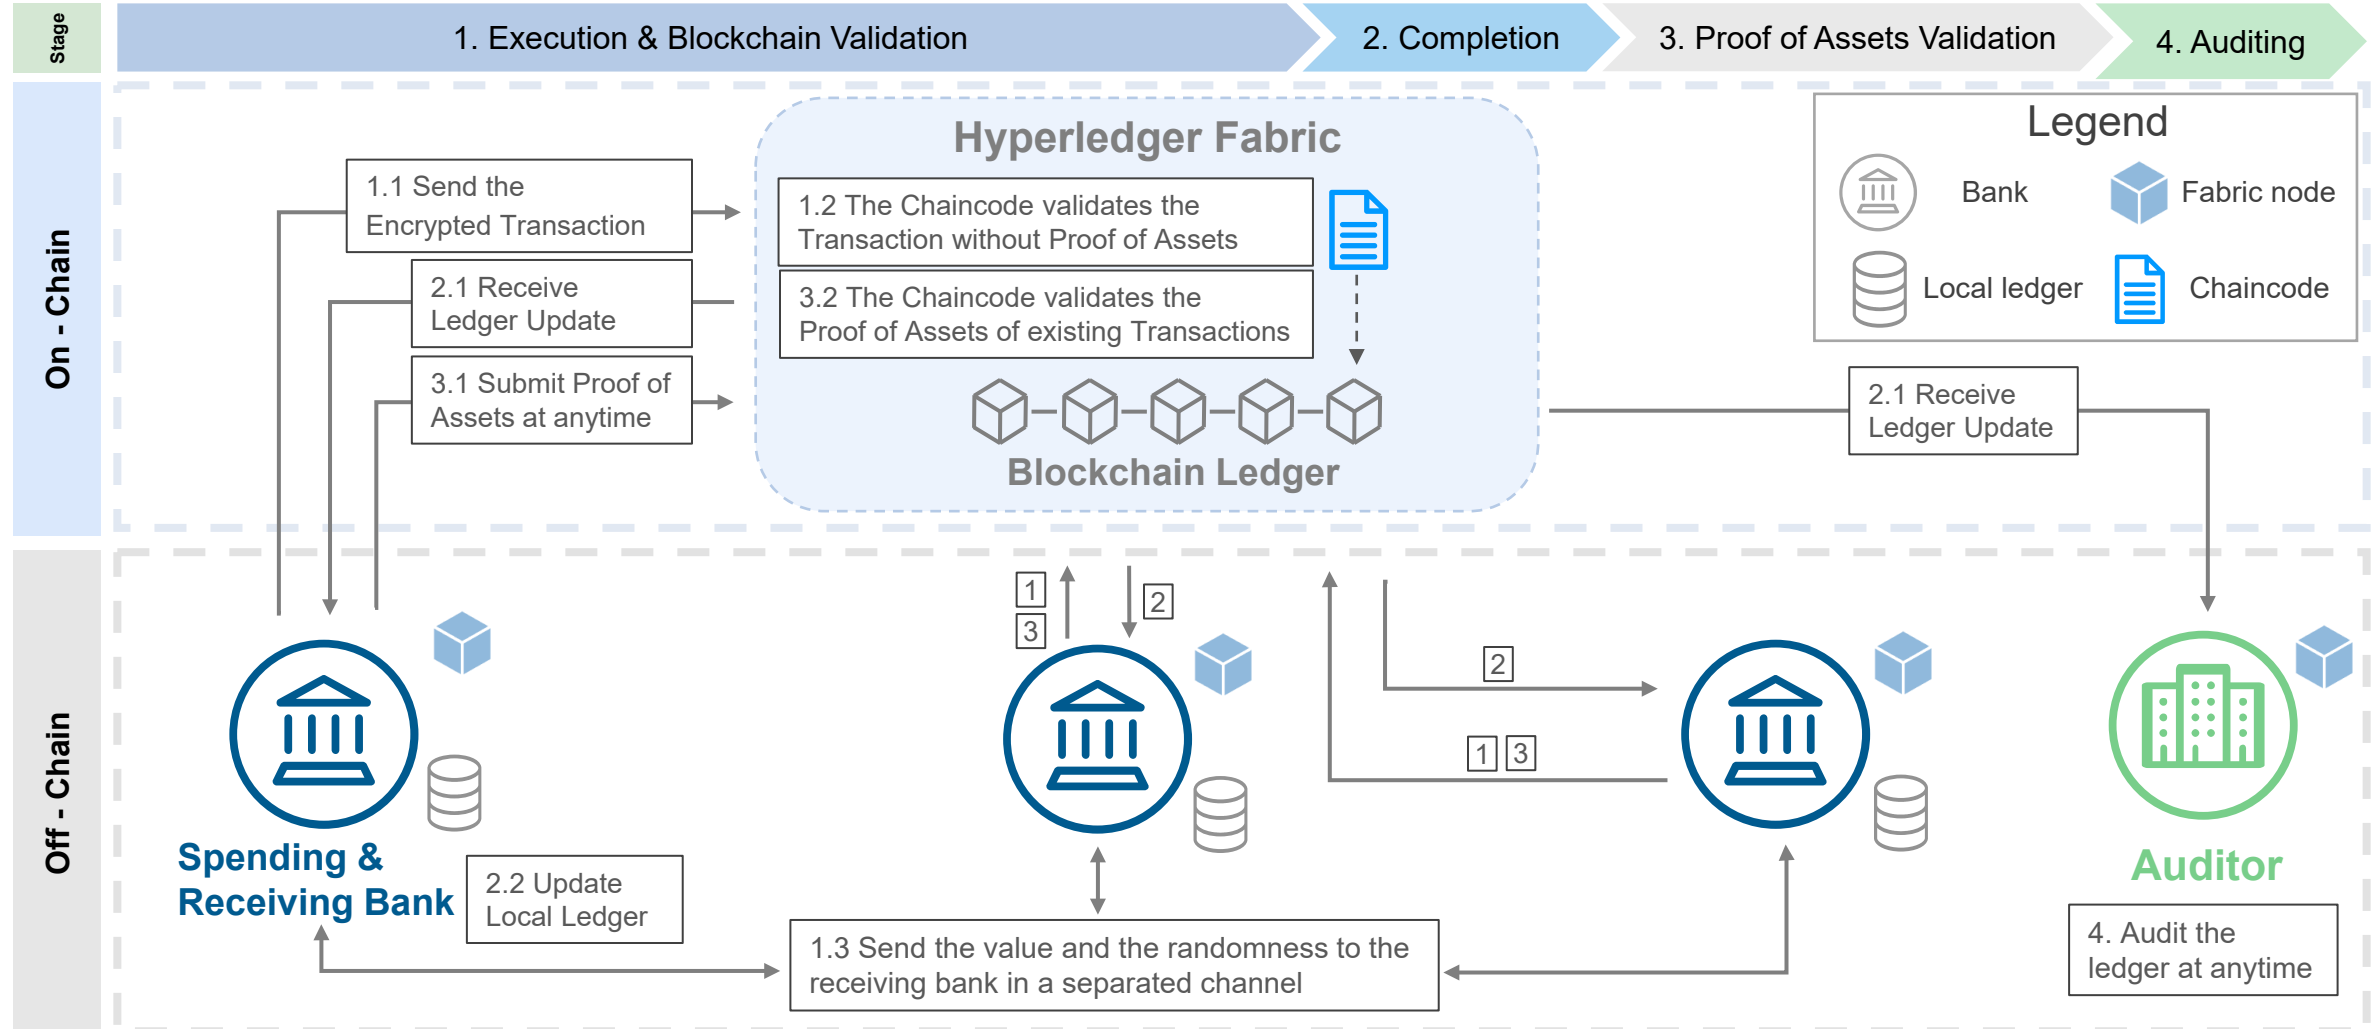 Stage
1. Execution & Blockchain Validation
2. Completion
3. Proof of Assets Validation
4. Auditing
On - Chain
Hyperledger Fabric
1.1 Send the
Encrypted Transaction
1.2 The Chaincode validates the
Transaction without Proof of Assets
2.1 Receive
Ledger Update
3.2 The Chaincode validates the
Proof of Assets of existing Transactions
3.1 Submit Proof of
Assets at anytime
Blockchain Ledger
Legend
Bank
Fabric node
Local ledger
Chaincode
2.1 Receive
Ledger Update
Off - Chain
1
3
2
2
1 3
Spending &
Receiving Bank
2.2 Update
Local Ledger
1.3 Send the value and the randomness to the
receiving bank in a separated channel
Auditor
4. Audit the
ledger at anytime